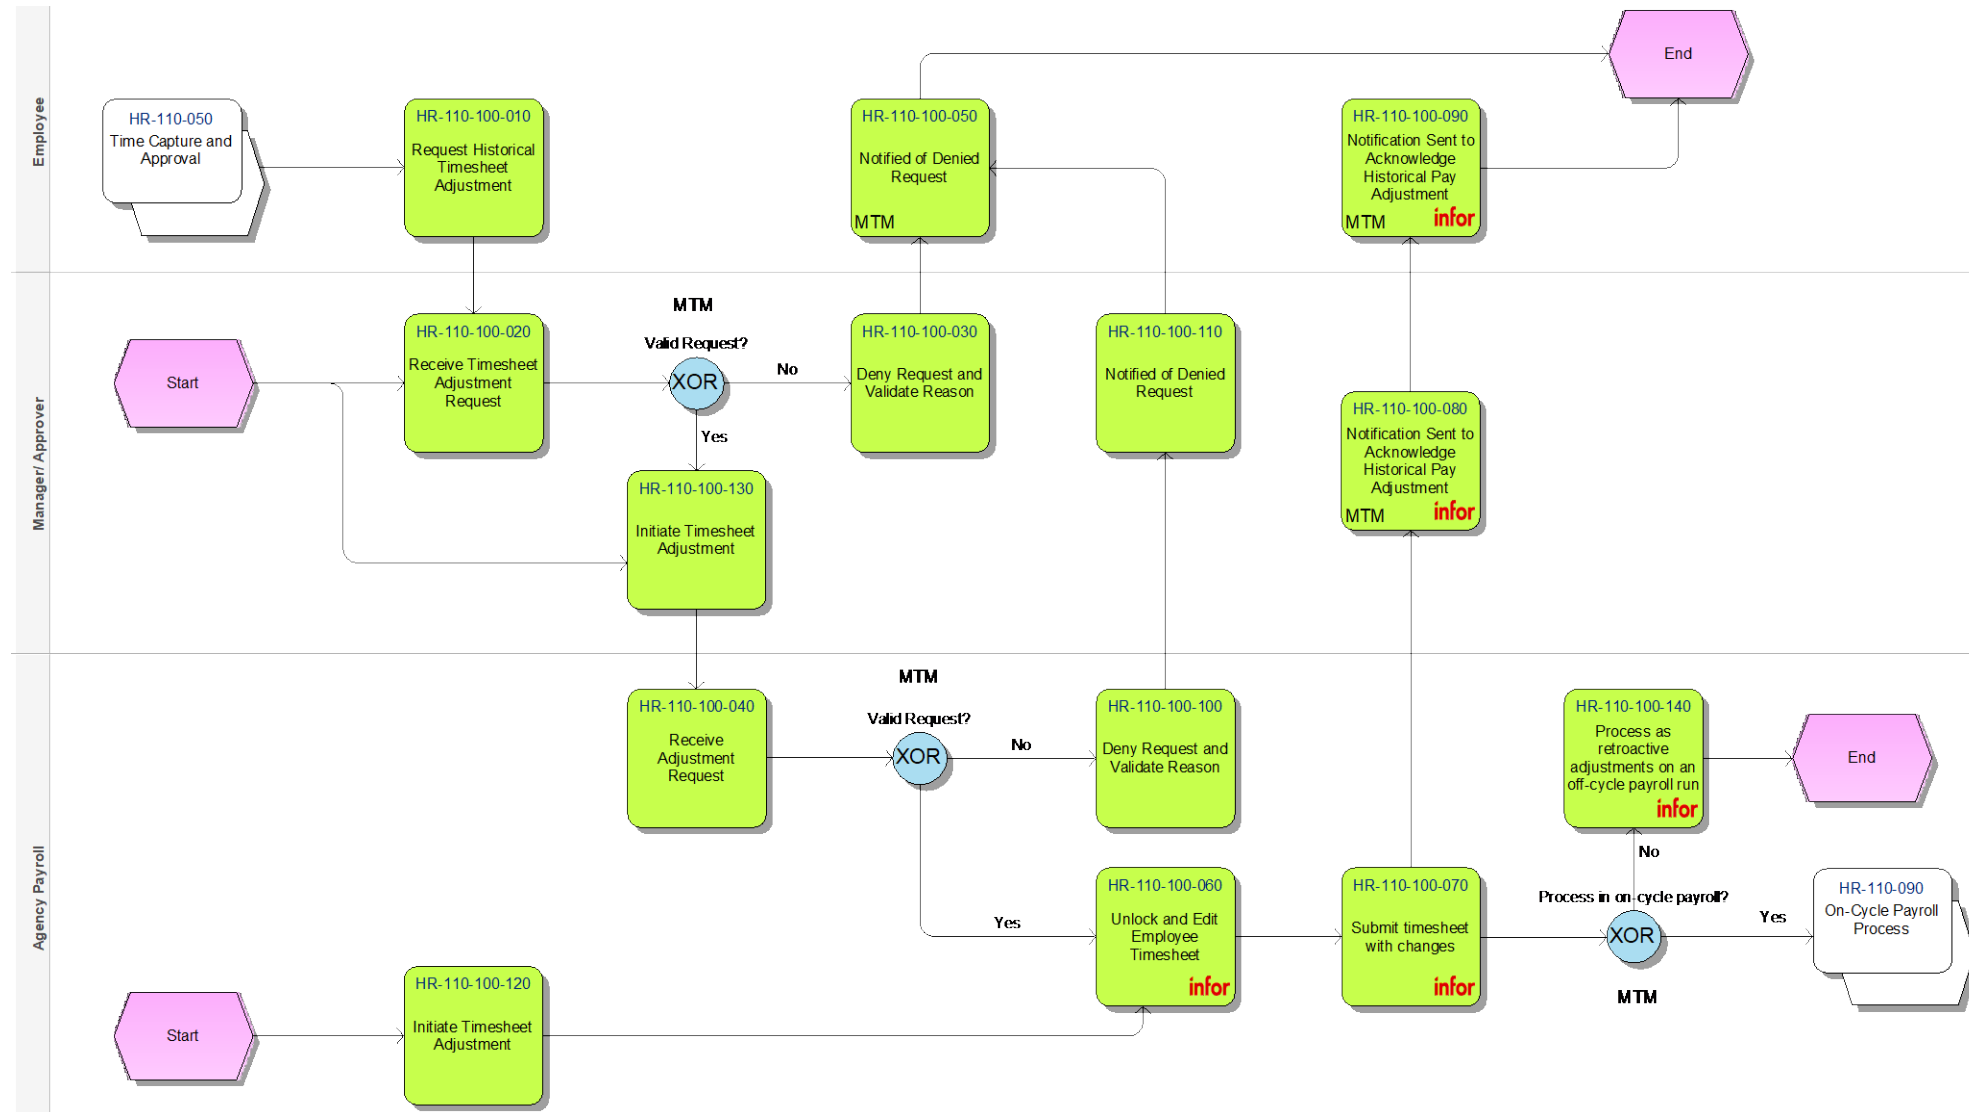 Employee
HR-110-050
Time Capture and
Approval
HR-110-100-010
Request Historical
Timesheet
Adjustment
HR-110-100-050
Notified of Denied
Request
MTM
HR-110-100-090
Notification Sent to
Acknowledge
Historical Pay
Adjustment
MTM
infor
End
Manager/ Approver
Start
HR-110-100-020
Receive Timesheet
Adjustment
Request
MTM
Valid Request?
XOR
No
Yes
HR-110-100-030
Deny Request and
Validate Reason
HR-110-100-110
Notified of Denied
Request
HR-110-100-080
Notification Sent to
Acknowledge
Historical Pay
Adjustment
MTM
infor
HR-110-100-130
Initiate Timesheet
Adjustment
Agency Payroll
HR-110-100-040
Receive
Adjustment
Request
MTM
Valid Request?
XOR
No
Yes
HR-110-100-100
Deny Request and
Validate Reason
HR-110-100-140
Process as
retroactive
adjustments on an
off-cycle payroll run
infor
End
HR-110-100-060
Unlock and Edit
Employee
Timesheet
infor
HR-110-100-070
Submit timesheet
with changes
infor
No
Process in on-cycle payroll?
XOR
Yes
MTM
HR-110-090
On-Cycle Payroll
Process
Start
HR-110-100-120
Initiate Timesheet
Adjustment